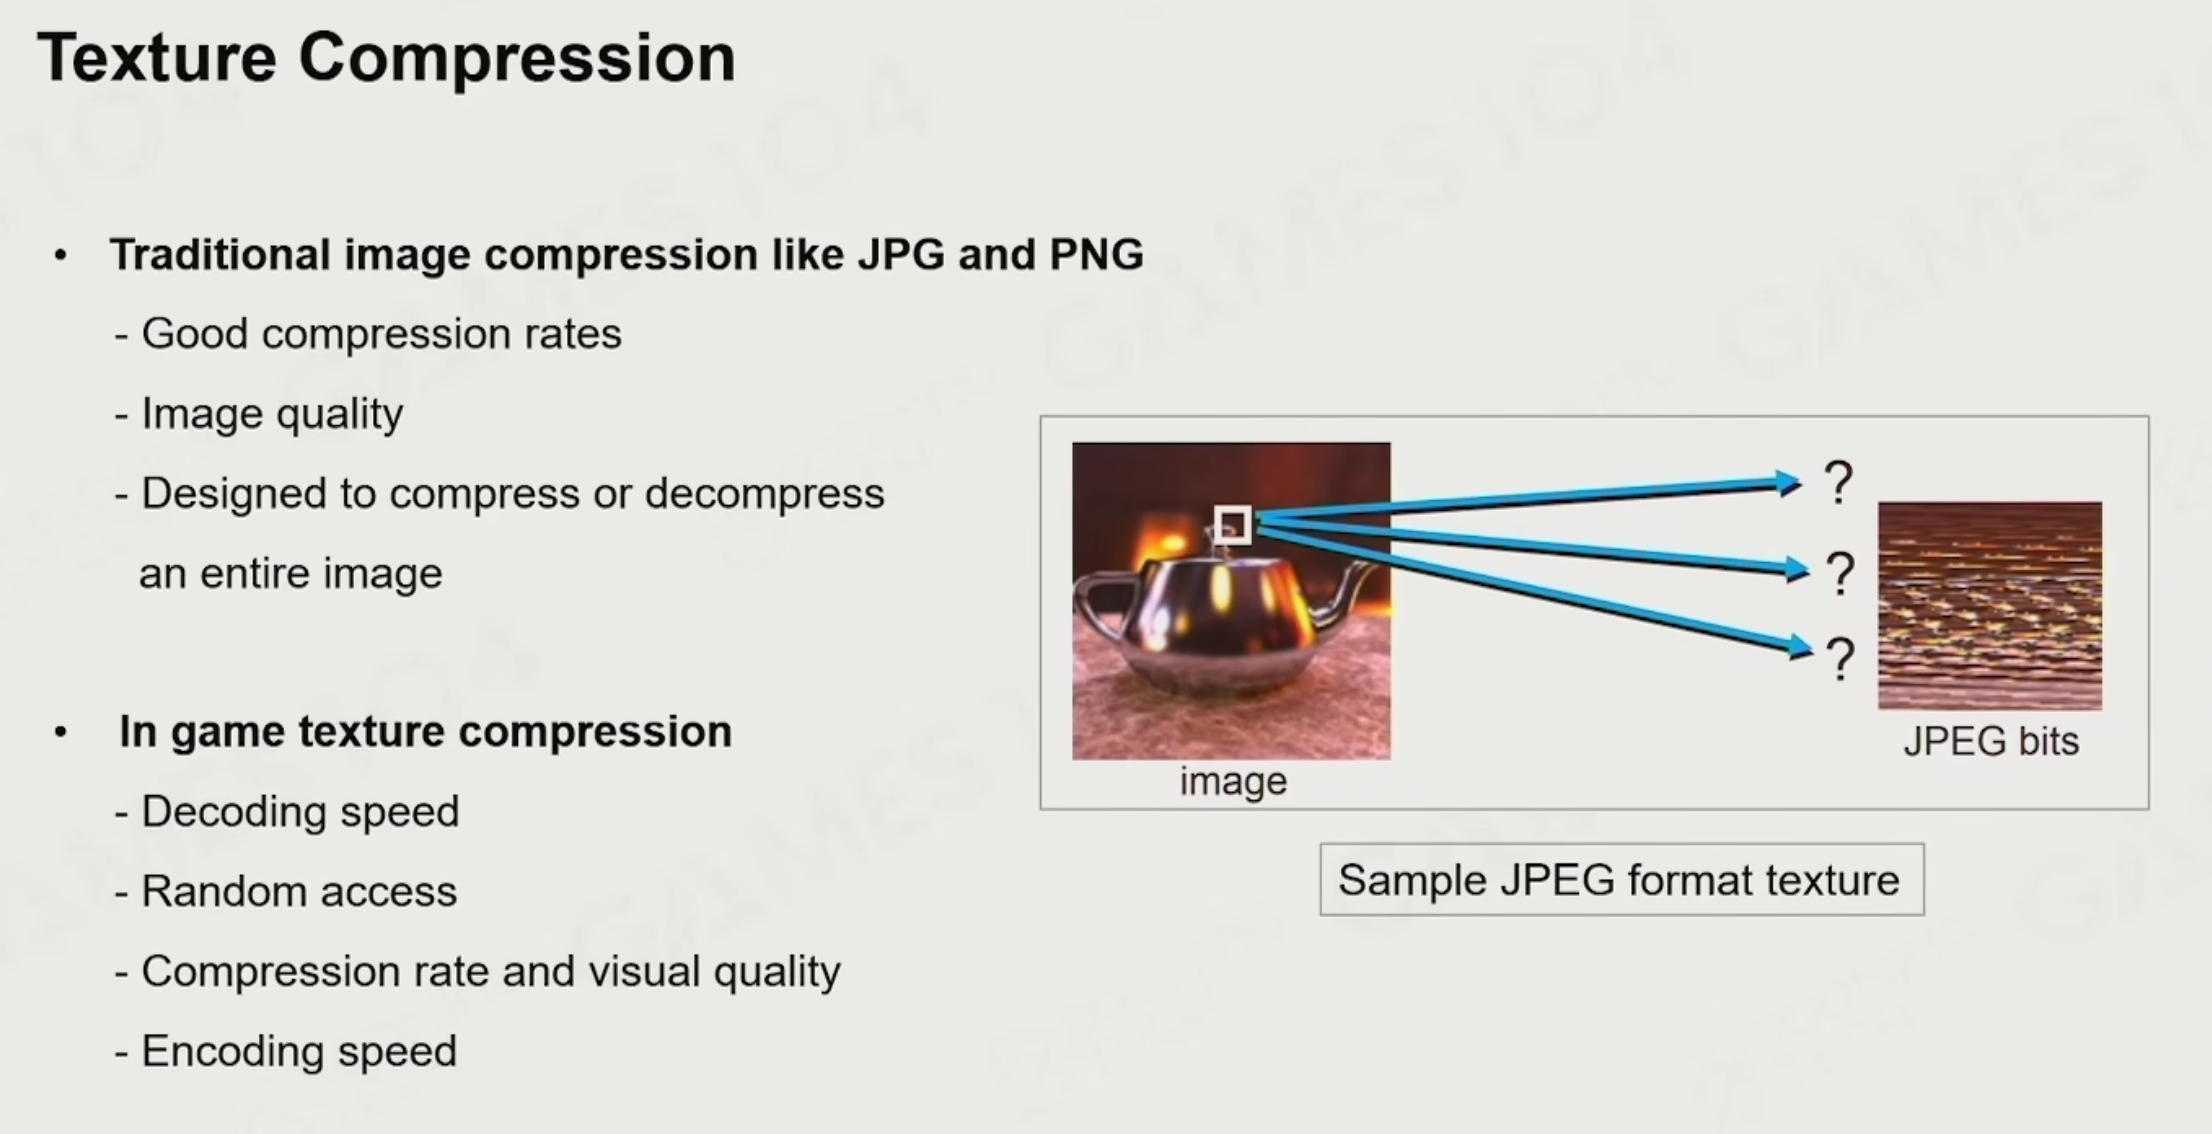 Texture Compression
• Traditional image compression like JPG and PNG
- Good compression rates
- Image quality
- Designed to compress or decompress
an entire image
• In game texture compression
- Decoding speed
- Random access
- Compression rate and visual quality
- Encoding speed
?
?
?
JPEG bits
image
Sample JPEG format texture
GAMES 104